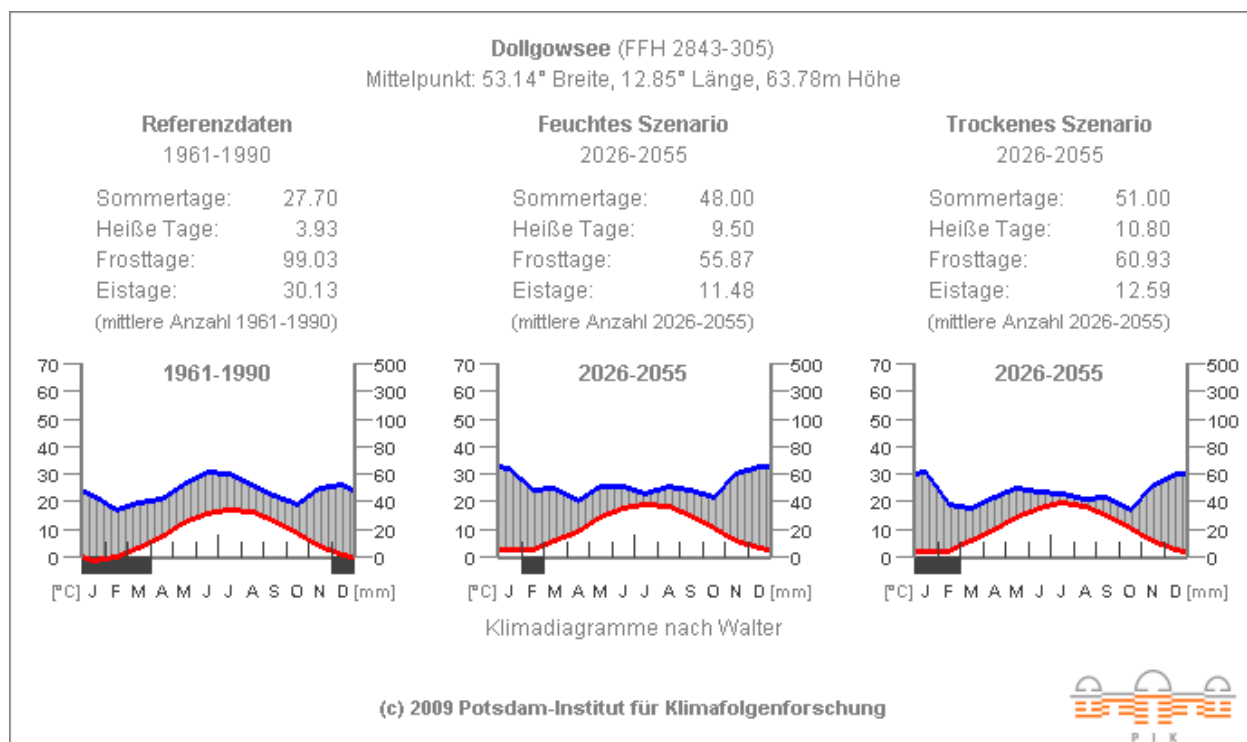 Dollgowsee (FFH 2843-305)
Mittelpunkt: 53.14° Breite, 12.85° Länge, 63.78m Höhe
Referenzdaten
1961-1990
Sommertage: 27.70
Heiße Tage: 3.93
Frosttage: 99.03
Eistage: 30.13
(mittlere Anzahl 1961-1990)
Feuchtes Szenario
2026-2055
Sommertage: 48.00
Heiße Tage: 9.50
Frosttage: 55.87
Eistage: 11.48
(mittlere Anzahl 2026-2055)
Trockenes Szenario
2026-2055
Sommertage: 51.00
Heiße Tage: 10.80
Frosttage: 60.93
Eistage: 12.59
(mittlere Anzahl 2026-2055)
1961-1990
70 500
60 300
50 100
40 80
30 60
20 40
10 20
0 0
[°C] J F M A M J J A S O N D [mm]
2026-2055
70 500
60 300
50 100
40 80
30 60
20 40
10 20
0 0
[°C] J F M A M J J A S O N D [mm]
2026-2055
70 500
60 300
50 100
40 80
30 60
20 40
10 20
0 0
[°C] J F M A M J J A S O N D [mm]
Klimadiagramme nach Walter
(c) 2009 Potsdam-Institut für Klimafolgenforschung
P I K